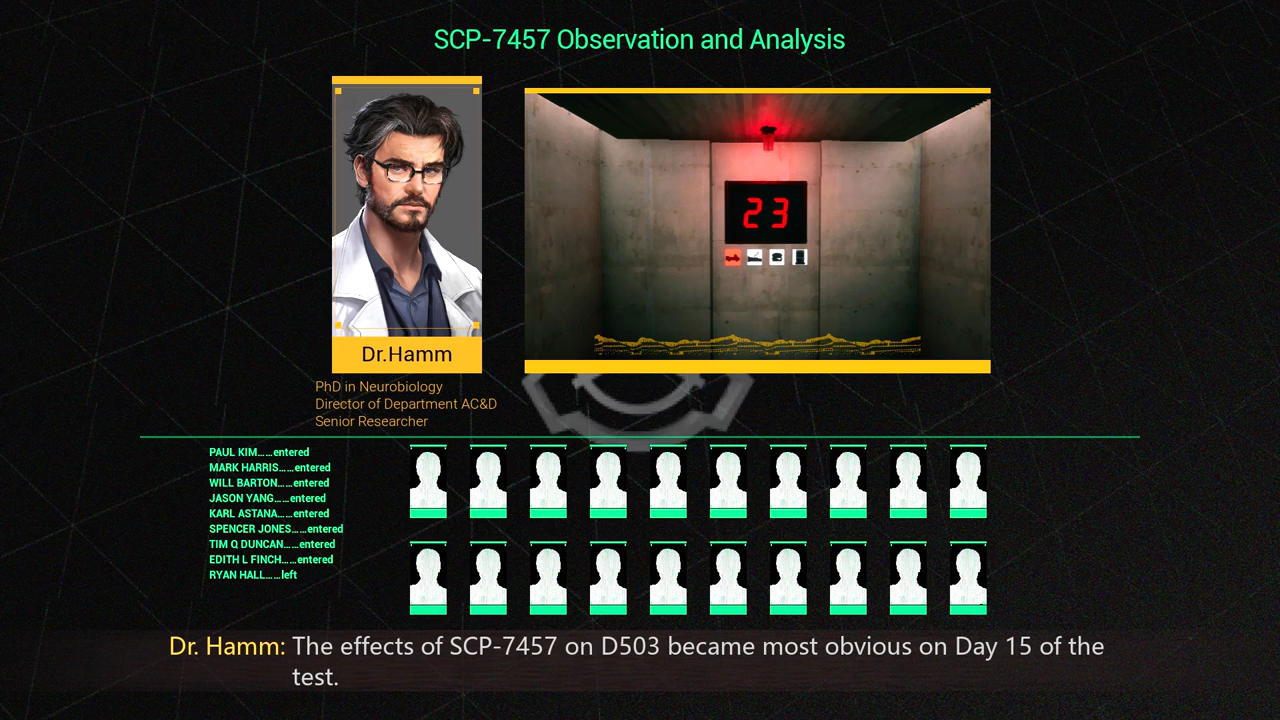 SCP-7457 Observation and Analysis
23
Dr.Hamm
PhD in Neurobiology
Director of Department AC&D
Senior Researcher
PAUL KIM......entered
MARK HARRIS......entered
WILL BARTON......entered
JASON YANG......entered
KARL ASTANA......entered
SPENCER JONES......entered
TIM Q DUNCAN......entered
EDITH L FINCH......entered
RYAN HALL......left
Dr. Hamm: The effects of SCP-7457 on D503 became most obvious on Day 15 of the
test.